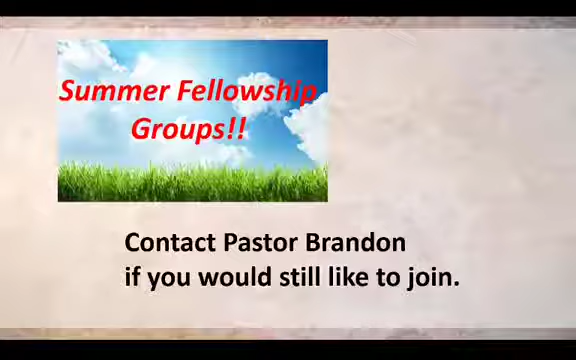 Summer Fellowship
Groups!!
Contact Pastor Brandon
if you would still like to join.